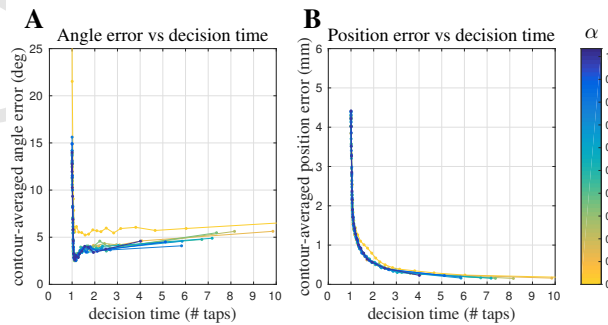 A Angle error vs decision time
contour-averaged angle error (deg)
25
20
15
10
5
0
0 1 2 3 4 5 6 7 8 9 10
decision time (# taps)
B Position error vs decision time
contour-averaged position error (mm)
6
5
4
3
2
1
0
0 1 2 3 4 5 6 7 8 9 10
decision time (# taps)
α